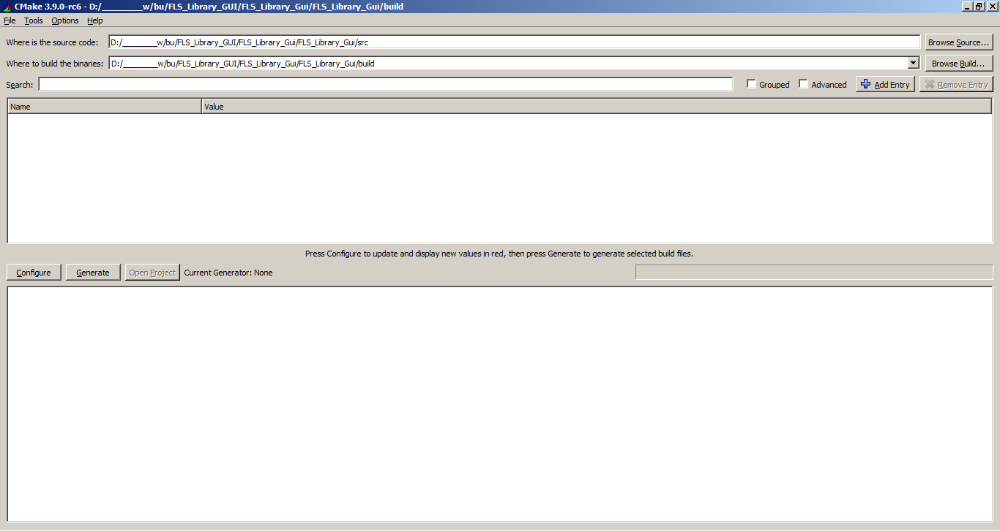 CMake 3.9.0-rc6 - D:/________w/bu/FLS_Library_GUI/FLS_Library_Gui/FLS_Library_Gui/build
File Tools Options Help
Where is the source code: D:/________w/bu/FLS_Library_GUI/FLS_Library_Gui/FLS_Library_Gui/src Browse Source...
Where to build the binaries: D:/________w/bu/FLS_Library_GUI/FLS_Library_Gui/FLS_Library_Gui/build Browse Build...
Search: Grouped Advanced Add Entry Remove Entry
Name Value
Press Configure to update and display new values in red, then press Generate to generate selected build files.
Configure Generate Open Project Current Generator: None